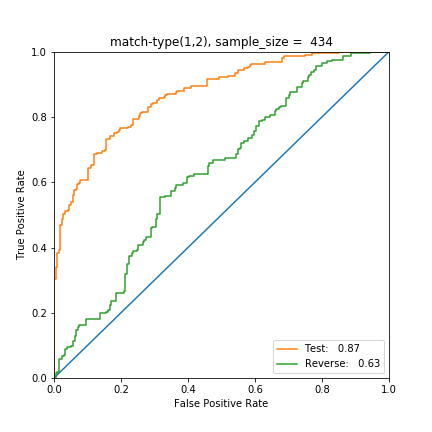 match-type(1,2), sample_size =  434
True Positive Rate
1.0
0.8
0.6
0.4
0.2
0.0
0.0 0.2 0.4 0.6 0.8 1.0
False Positive Rate
Test:   0.87
Reverse:   0.63